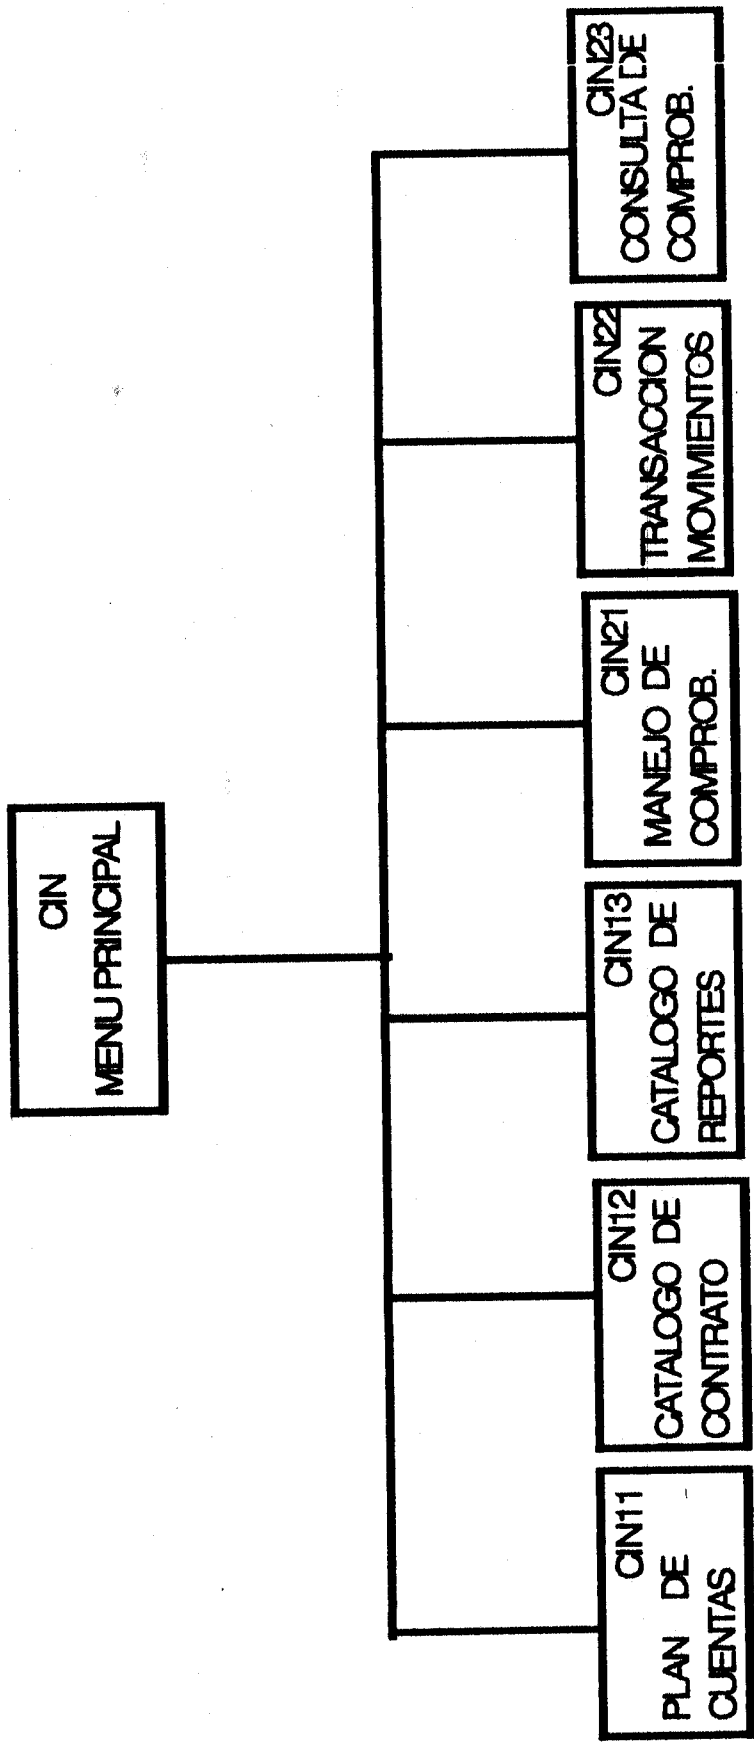 CIN
MENU PRINCIPAL
CIN11
PLAN DE
CUENTAS
CIN12
CATALOGO DE
CONTRATO
CIN13
CATALOGO DE
REPORTES
CIN21
MANEJO DE
COMPROB.
CIN22
TRANSACCION
MOVIMIENTOS
CIN23
CONSULTA DE
COMPROB.